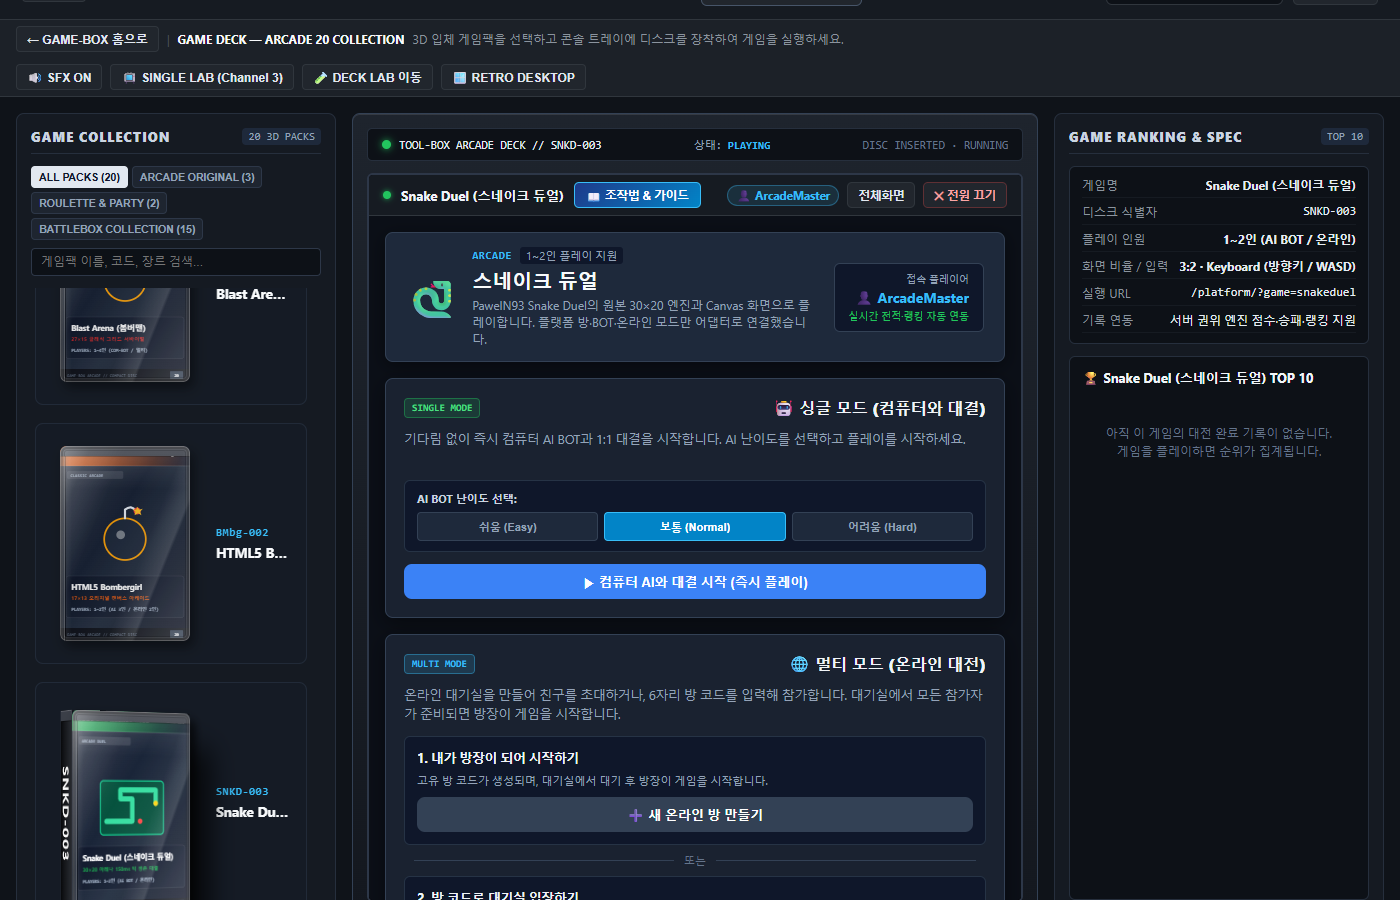 ← GAME-BOX 홈으로 | GAME DECK — ARCADE 20 COLLECTION 3D 입체 게임팩을 선택하고 콘솔 트레이에 디스크를 장착하여 게임을 실행하세요.
SFX ON SINGLE LAB (Channel 3) DECK LAB 이동 RETRO DESKTOP
GAME COLLECTION 20 3D PACKS
ALL PACKS (20) ARCADE ORIGINAL (3)
ROULETTE & PARTY (2)
BATTLEBOX COLLECTION (15)
게임팩 이름, 코드, 장르 검색...
Blast Are...
Blast Arena (봄버맨)
CLASSIC ARCADE
HTML5 Bombergirl
BMbg-002
HTML5 B...
ARCADE DUEL
SNKD-003
Snake Duel (스네이크 듀얼)
SNKD-003
Snake Du...
TOOL-BOX ARCADE DECK // SNKD-003 상태: PLAYING DISC INSERTED · RUNNING
Snake Duel (스네이크 듀얼) 조작법 & 가이드 ArcadeMaster 전체화면 ✕ 전원 끄기
ARCADE 1~2인 플레이 지원
스네이크 듀얼
PawelN93 Snake Duel의 원본 30×20 엔진과 Canvas 화면으로 플
레이합니다. 플랫폼 방·BOT·온라인 모드만 어댑터로 연결했습니
다.
접속 플레이어
ArcadeMaster
실시간 전적·랭킹 자동 연동
SINGLE MODE 싱글 모드 (컴퓨터와 대결)
기다림 없이 즉시 컴퓨터 AI BOT과 1:1 대결을 시작합니다. AI 난이도를 선택하고 플레이를 시작하세요.
AI BOT 난이도 선택:
쉬움 (Easy) 보통 (Normal) 어려움 (Hard)
▶ 컴퓨터 AI와 대결 시작 (즉시 플레이)
MULTI MODE 멀티 모드 (온라인 대전)
온라인 대기실을 만들어 친구를 초대하거나, 6자리 방 코드를 입력해 참가합니다. 대기실에서 모든 참가자
가 준비되면 방장이 게임을 시작합니다.
1. 내가 방장이 되어 시작하기
고유 방 코드가 생성되며, 대기실에서 대기 후 방장이 게임을 시작합니다.
새 온라인 방 만들기
또는
2. 방 코드로 대기실 입장하기
GAME RANKING & SPEC TOP 10
게임명 Snake Duel (스네이크 듀얼)
디스크 식별자 SNKD-003
플레이 인원 1~2인 (AI BOT / 온라인)
화면 비율 / 입력 3:2 · Keyboard (방향키 / WASD)
실행 URL /platform/?game=snakeduel
기록 연동 서버 권위 엔진 점수·승패·랭킹 지원
Snake Duel (스네이크 듀얼) TOP 10
아직 이 게임의 대전 완료 기록이 없습니다.
게임을 플레이하면 순위가 집계됩니다.